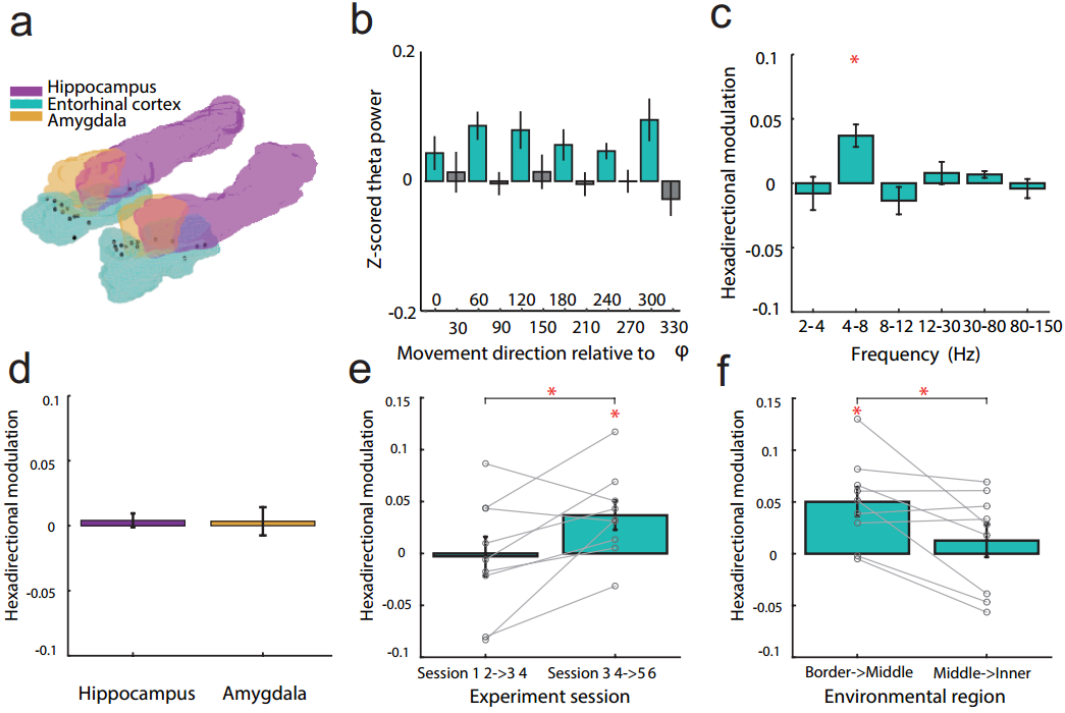 a
Hippocampus
Entorhinal cortex
Amygdala
b
Z-scored theta power
0.2
0
-0.2
0 60 120 180 240 300
30 90 150 210 270 330
Movement direction relative to φ
c
Hexadirectional modulation
0.1
0.05
0
-0.05
-0.1
*
2-4 4-8 8-12 12-30 30-80 80-150
Frequency (Hz)
d
Hexadirectional modulation
0.1
0.05
0
-0.05
-0.1
Hippocampus Amygdala
e
Hexadirectional modulation
0.15
0.1
0.05
0
-0.05
-0.1
*
*
Session 1 2->3 4 Session 3 4->5 6
Experiment session
f
Hexadirectional modulation
0.15
0.1
0.05
0
-0.05
-0.1
*
*
Border->Middle Middle->Inner
Environmental region